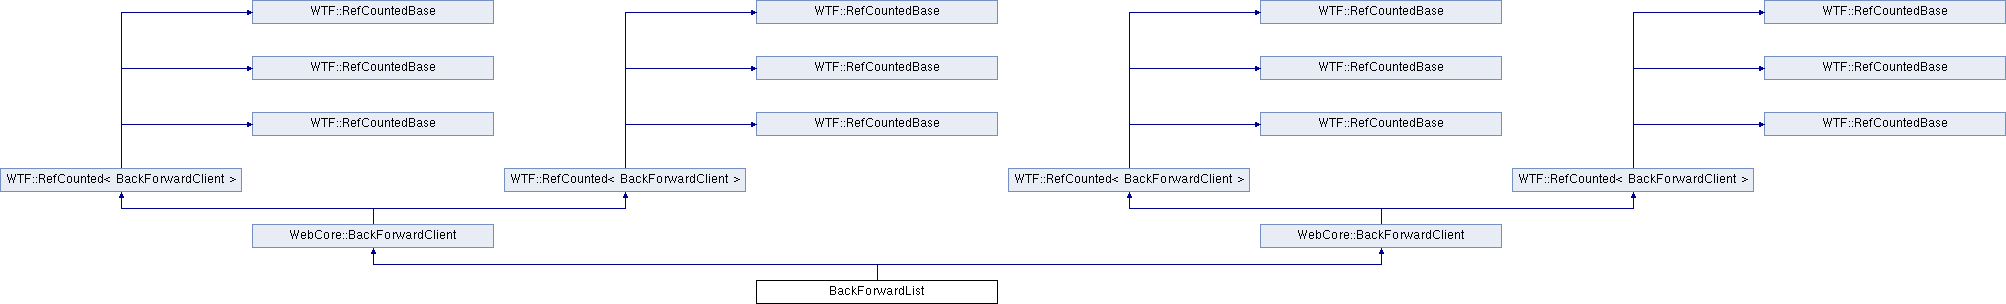 WTF::RefCountedBase WTF::RefCountedBase WTF::RefCountedBase WTF::RefCountedBase
WTF::RefCountedBase WTF::RefCountedBase WTF::RefCountedBase WTF::RefCountedBase
WTF::RefCountedBase WTF::RefCountedBase WTF::RefCountedBase WTF::RefCountedBase
WTF::RefCounted< BackForwardClient > WTF::RefCounted< BackForwardClient > WTF::RefCounted< BackForwardClient > WTF::RefCounted< BackForwardClient >
WebCore::BackForwardClient WebCore::BackForwardClient
BackForwardList